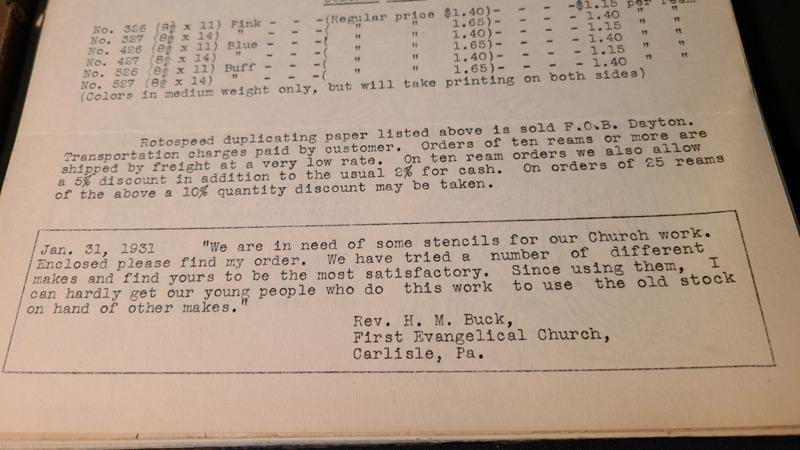 No. 326 (8½ x 11) Pink - - -(Regular price $1.40)- - - -$1.15 per
No. 327 (8½ x 14) " - - -( " " 1.65)- - - - 1.40 " "
No. 426 (8½ x 11) Blue - - -( " " 1.40)- - - - 1.15 " "
No. 427 (8½ x 14) " - - -( " " 1.65)- - - - 1.40 " "
No. 526 (8½ x 11) Buff - - -( " " 1.40)- - - - 1.15 " "
No. 527 (8½ x 14) " - - -( " " 1.65)- - - - 1.40 " "
(Colors in medium weight only, but will take printing on both sides)
Rotospeed duplicating paper listed above is sold F.O.B. Dayton.
Transportation charges paid by customer. Orders of ten reams or more are
shipped by freight at a very low rate. On ten ream orders we also allow
a 5% discount in addition to the usual 2% for cash. On orders of 25 reams
of the above a 10% quantity discount may be taken.
Jan. 31, 1931 "We are in need of some stencils for our Church work.
Enclosed please find my order. We have tried a number of different
makes and find yours to be the most satisfactory. Since using them, I
can hardly get our young people who do this work to use the old stock
on hand of other makes."
Rev. H. M. Buck,
First Evangelical Church,
Carlisle, Pa.